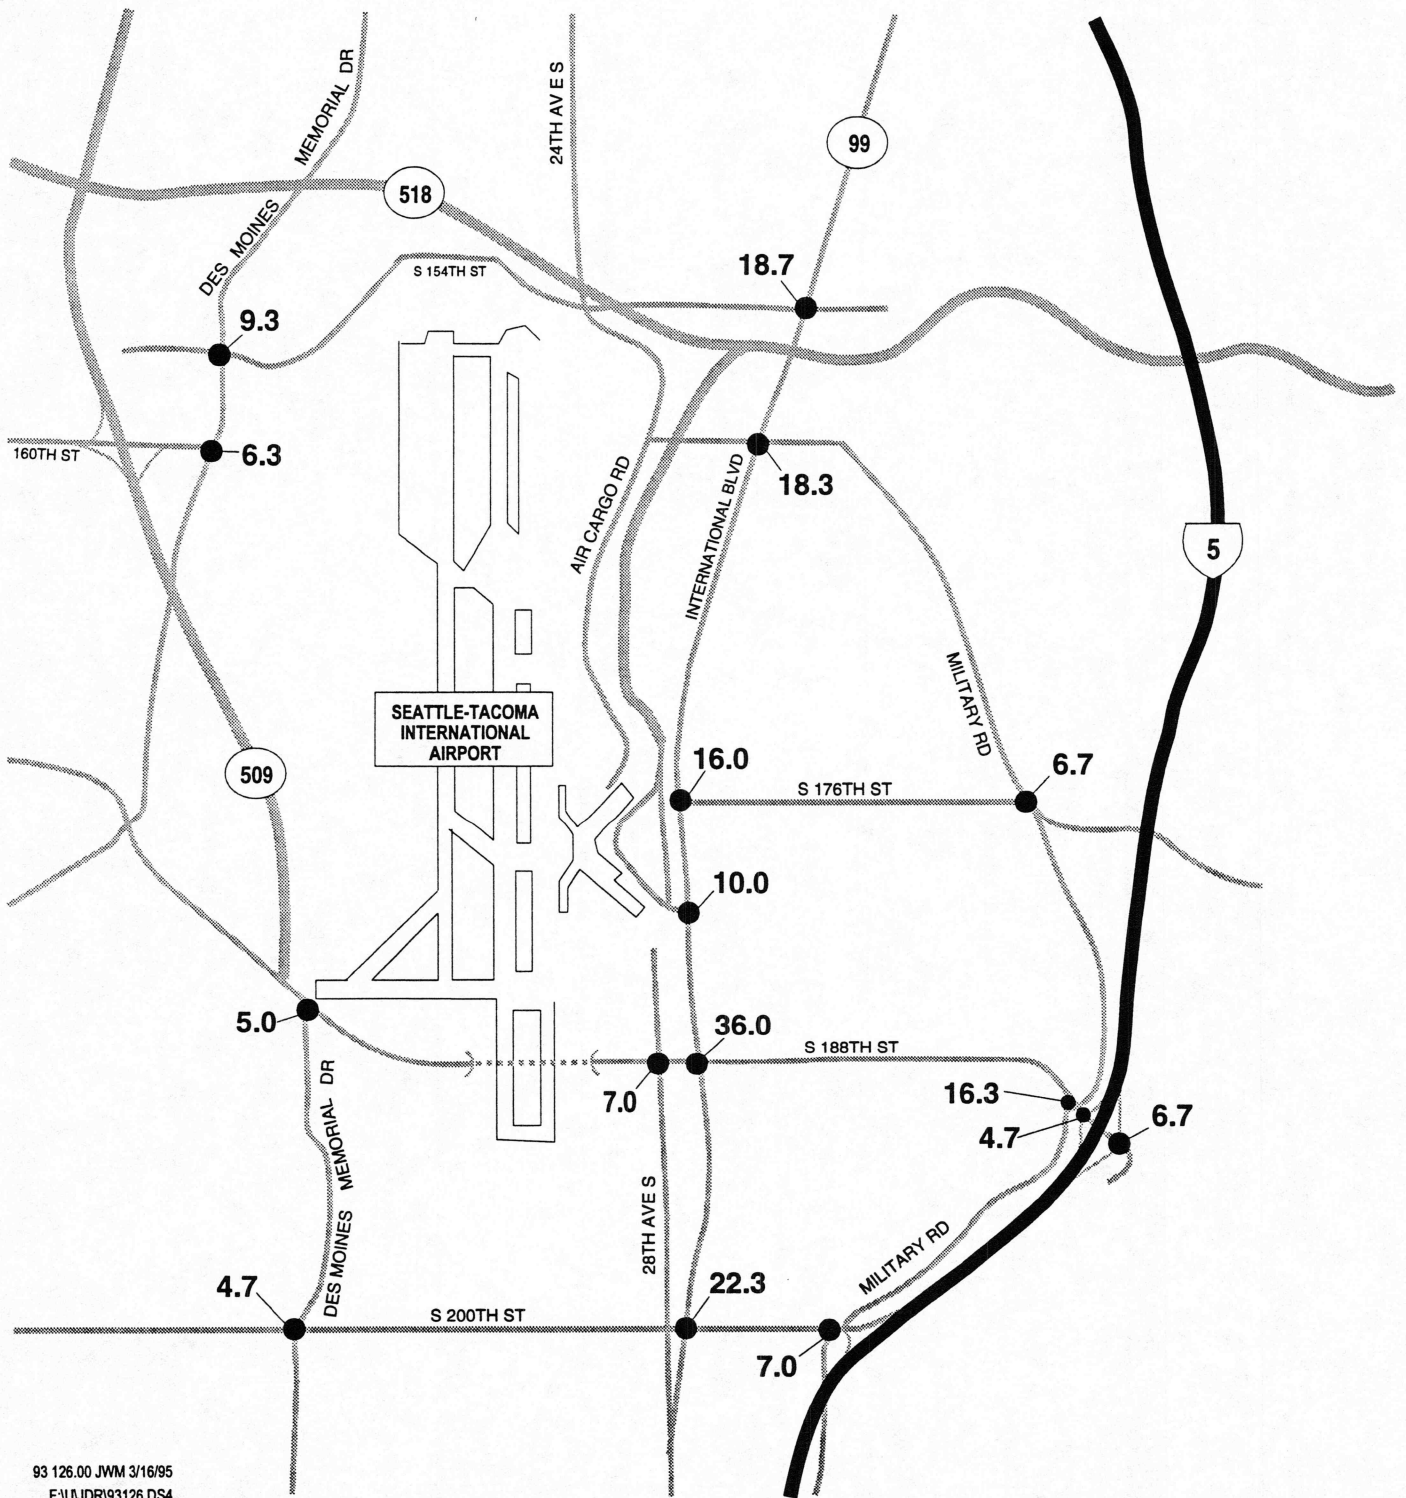 MEMORIAL DR
24TH AV E S
99
518
DES MOINES
S 154TH ST
18.7
9.3
160TH ST
6.3
18.3
AIR CARGO RD
INTERNATIONAL BLVD
5
MILITARY RD
SEATTLE-TACOMA
INTERNATIONAL
AIRPORT
509
16.0
S 176TH ST
6.7
10.0
5.0
36.0
S 188TH ST
7.0
16.3
4.7
6.7
DES MOINES MEMORIAL DR
28TH AVE S
MILITARY RD
4.7
S 200TH ST
22.3
7.0
93 126.00 JWM 3/16/95